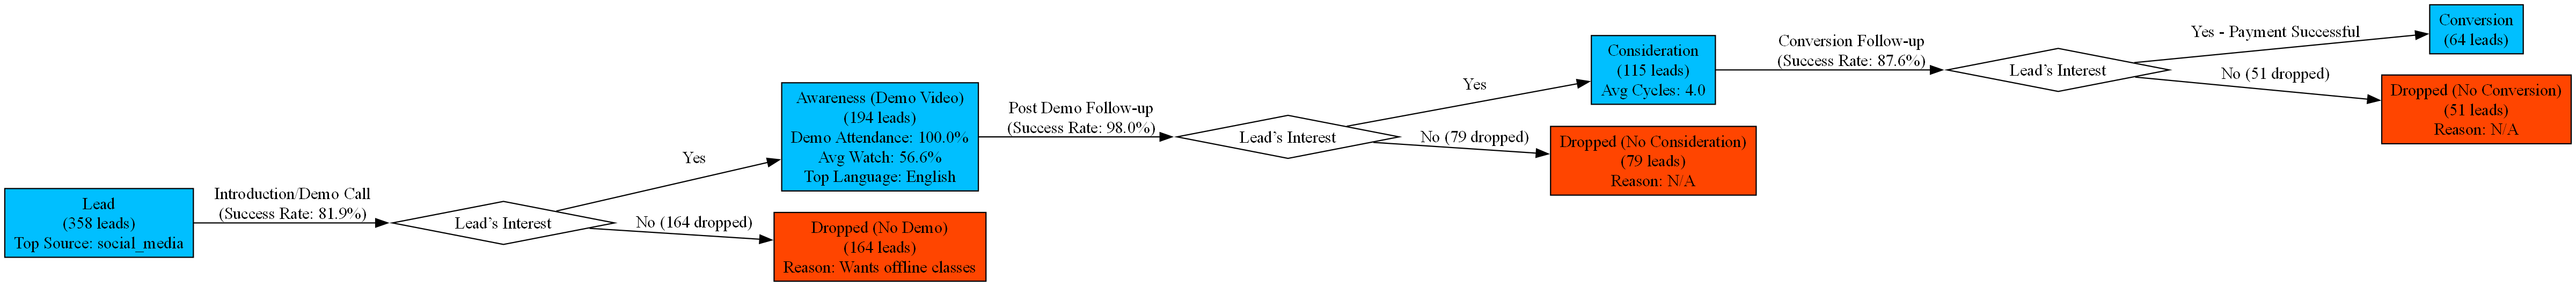 Lead
(358 leads)
Top Source: social_media
Introduction/Demo Call
(Success Rate: 81.9%)
Lead's Interest
Yes
No (164 dropped)
Awareness (Demo Video)
(194 leads)
Demo Attendance: 100.0%
Avg Watch: 56.6%
Top Language: English
Dropped (No Demo)
(164 leads)
Reason: Wants offline classes
Post Demo Follow-up
(Success Rate: 98.0%)
Lead's Interest
Yes
No (79 dropped)
Consideration
(115 leads)
Avg Cycles: 4.0
Dropped (No Consideration)
(79 leads)
Reason: N/A
Conversion Follow-up
(Success Rate: 87.6%)
Lead's Interest
Yes - Payment Successful
No (51 dropped)
Conversion
(64 leads)
Dropped (No Conversion)
(51 leads)
Reason: N/A